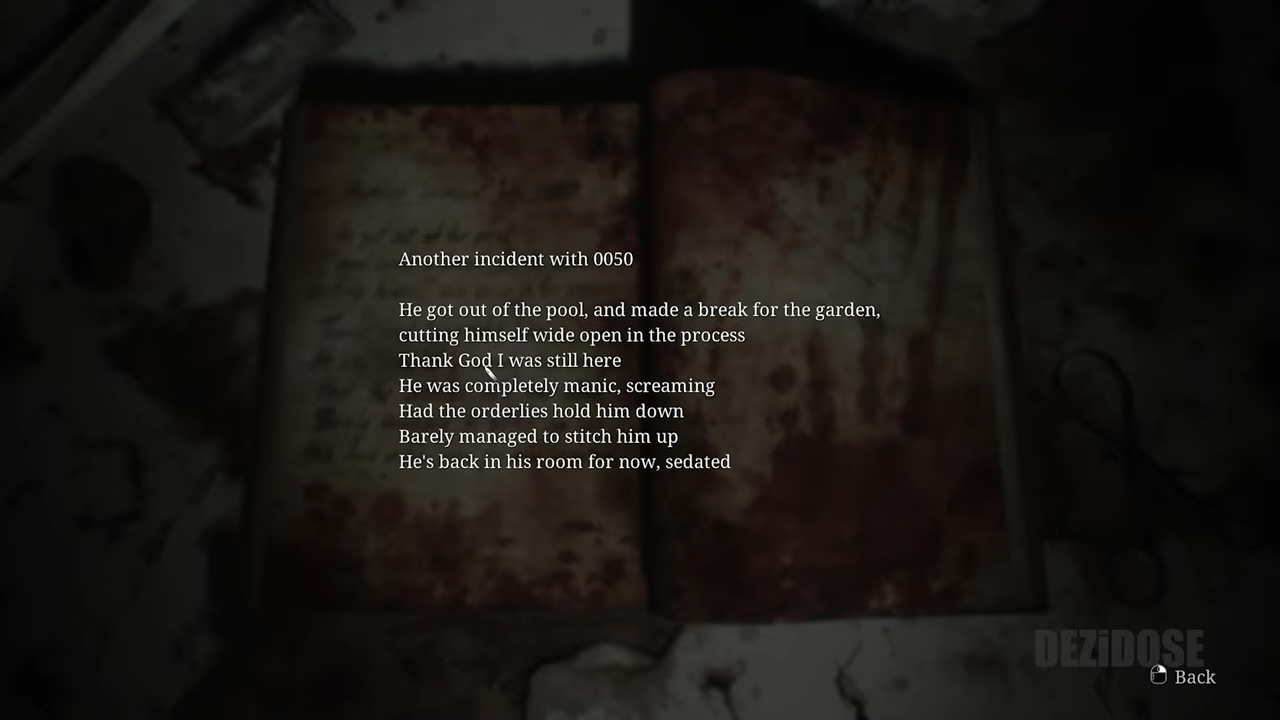 Another incident with 0050
He got out of the pool, and made a break for the garden,
cutting himself wide open in the process
Thank God I was still here
He was completely manic, screaming
Had the orderlies hold him down
Barely managed to stitch him up
He's back in his room for now, sedated
DEZiDOSE
Back